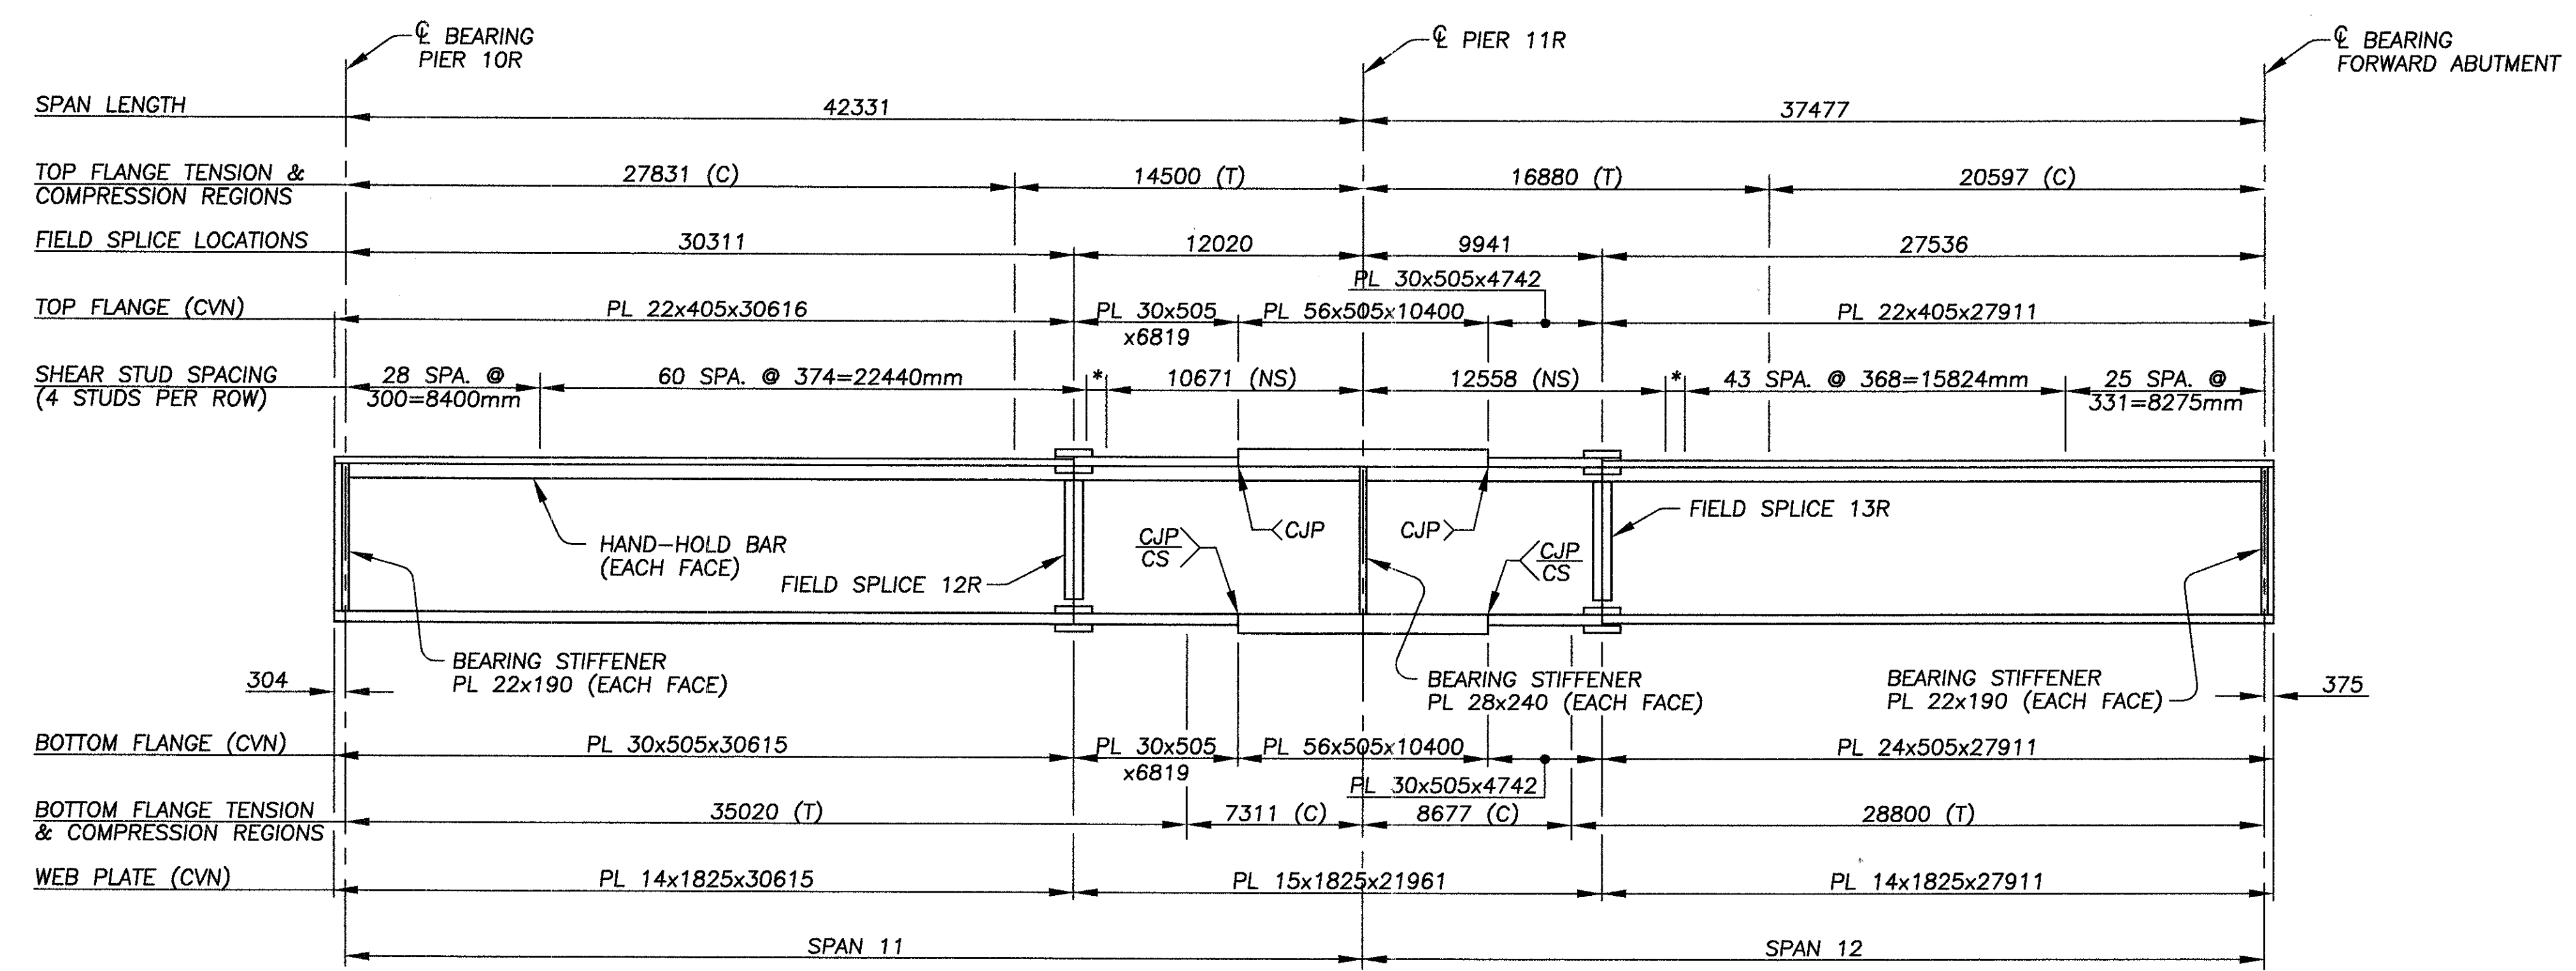 ℄ BEARING
PIER 10R
℄ PIER 11R
℄ BEARING
FORWARD ABUTMENT
SPAN LENGTH
42331
37477
TOP FLANGE TENSION &
COMPRESSION REGIONS
27831 (C)
14500 (T)
16880 (T)
20597 (C)
FIELD SPLICE LOCATIONS
30311
12020
9941
27536
PL 30x505x4742
TOP FLANGE (CVN)
PL 22x405x30616
PL 30x505
x6819
PL 56x505x10400
PL 22x405x27911
SHEAR STUD SPACING
(4 STUDS PER ROW)
28 SPA. @
300=8400mm
60 SPA. @ 374=22440mm
*
10671 (NS)
12558 (NS)
*
43 SPA. @ 368=15824mm
25 SPA. @
331=8275mm
HAND-HOLD BAR
(EACH FACE)
FIELD SPLICE 12R
CJP
CS
CJP
CJP
CJP
CS
FIELD SPLICE 13R
304
BEARING STIFFENER
PL 22x190 (EACH FACE)
BEARING STIFFENER
PL 28x240 (EACH FACE)
BEARING STIFFENER
PL 22x190 (EACH FACE)
375
BOTTOM FLANGE (CVN)
PL 30x505x30615
PL 30x505
x6819
PL 56x505x10400
PL 24x505x27911
PL 30x505x4742
BOTTOM FLANGE TENSION
& COMPRESSION REGIONS
35020 (T)
7311 (C)
8677 (C)
28800 (T)
WEB PLATE (CVN)
PL 14x1825x30615
PL 15x1825x21961
PL 14x1825x27911
SPAN 11
SPAN 12